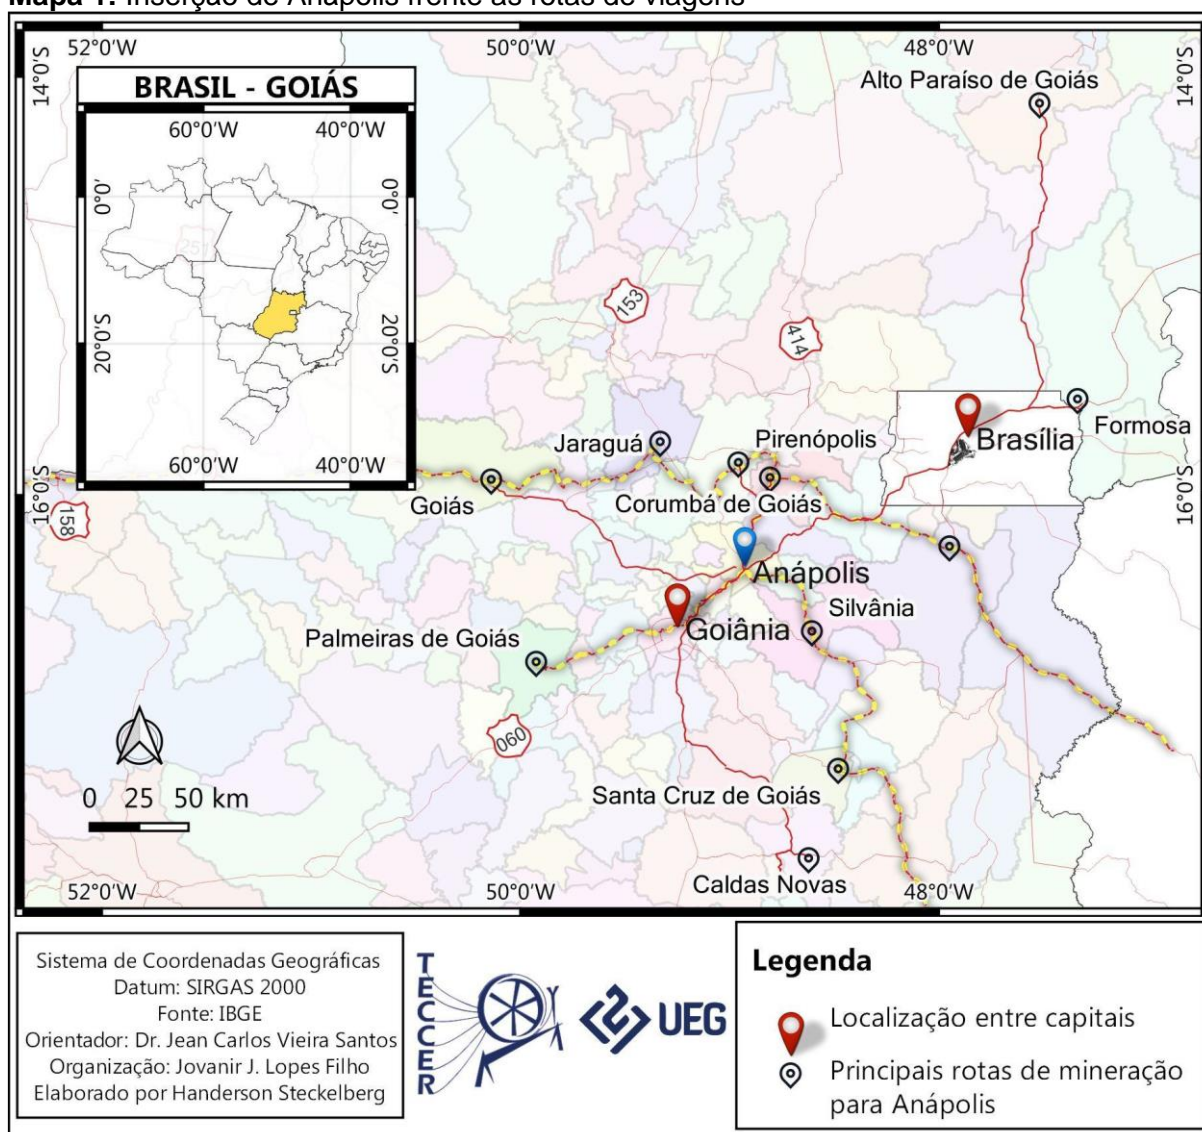 Mapa 1: Inserção de Anápolis frente às rotas de viagens
52°0'W
50°0'W
48°0'W
14°0'S
14°0'S
BRASIL - GOIÁS
60°0'W
40°0'W
0°0'
0°0'
251
20°0'S
20°0'S
60°0'W
40°0'W
Alto Paraíso de Goiás
153
414
Jaraguá
Pirenópolis
Brasília
Formosa
16°0'S
16°0'S
158
Goiás
Corumbá de Goiás
Anápolis
Silvânia
Goiânia
Palmeiras de Goiás
060
Santa Cruz de Goiás
0 25 50 km
Caldas Novas
52°0'W
50°0'W
48°0'W
Sistema de Coordenadas Geográficas
Datum: SIRGAS 2000
Fonte: IBGE
Orientador: Dr. Jean Carlos Vieira Santos
Organização: Jovanir J. Lopes Filho
Elaborado por Handerson Steckelberg
TECCER
UEG
Legenda
Localização entre capitais
Principais rotas de mineração
para Anápolis